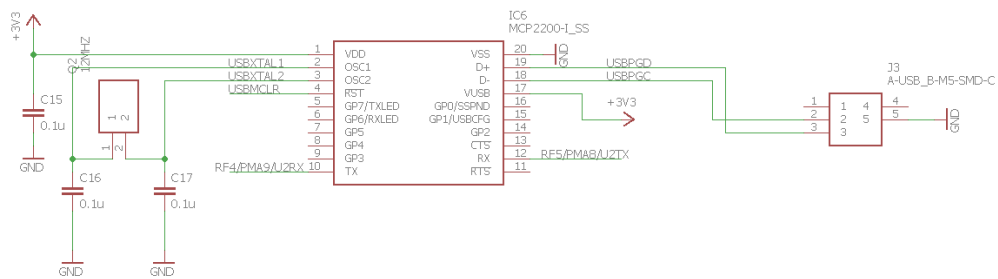 +3V3
IC6
MCP2200-I_SS
1 VDD VSS 20 GND
2 OSC1 D+ 19 USBPGD
3 OSC2 D- 18 USBPGC
4 RST VUSB 17
5 GP7/TXLED GP0/SSPND 16
6 GP6/RXLED GP1/USBCFG 15
7 GP5 GP2 14
8 GP4 CTS 13
9 GP3 RX 12 RF5/PMA8/U2TX
10 TX RTS 11
USBXTAL1
USBXTAL2
USBMCLR
RF4/PMA9/U2RX
Q2
12MHZ
1 2
1 2
C15
0.1u
GND
C16
0.1u
GND
C17
0.1u
GND
+3V3
J3
A-USB_B-M5-SMD-C
1 1 4 4
2 2 5 5
3 3
GND